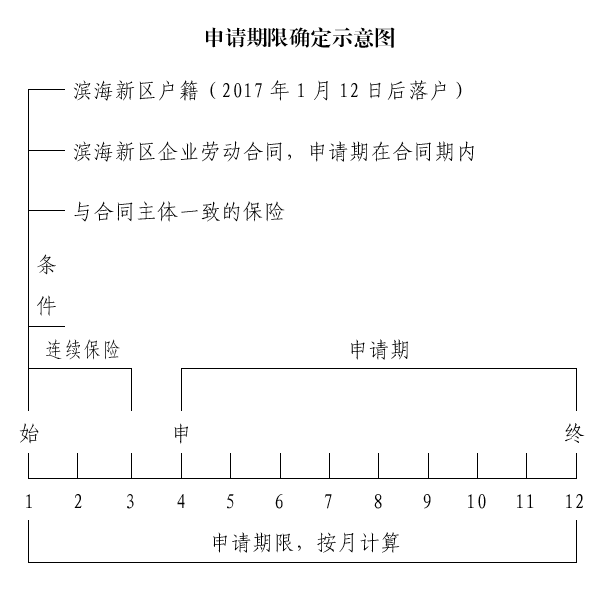 申请期限确定示意图
滨海新区户籍（2017年1月12日后落户）
滨海新区企业劳动合同，申请期在合同期内
与合同主体一致的保险
条
件
连续保险 申请期
始 申 终
1 2 3 4 5 6 7 8 9 10 11 12
申请期限，按月计算